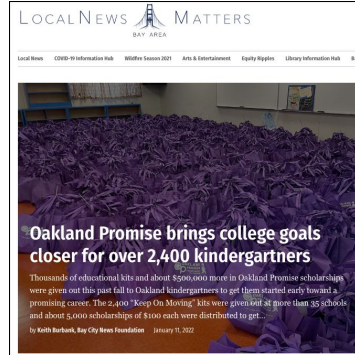 LOCAL NEWS MATTERS
BAY AREA
Local News COVID-19 Information Hub Wildfire Season 2021 Arts & Entertainment Equity Ripples Library Information Hub
Oakland Promise brings college goals
closer for over 2,400 kindergartners
Thousands of educational kits and about $500,000 more in Oakland Promise scholarships
were given out this past fall to Oakland kindergartners to get them started early toward a
promising career. The 2,400 “Keep On Moving” kits were given out at more than 35 schools
and about 5,000 scholarships of $100 each were distributed to get...
by Keith Burbank, Bay City News Foundation January 11, 2022